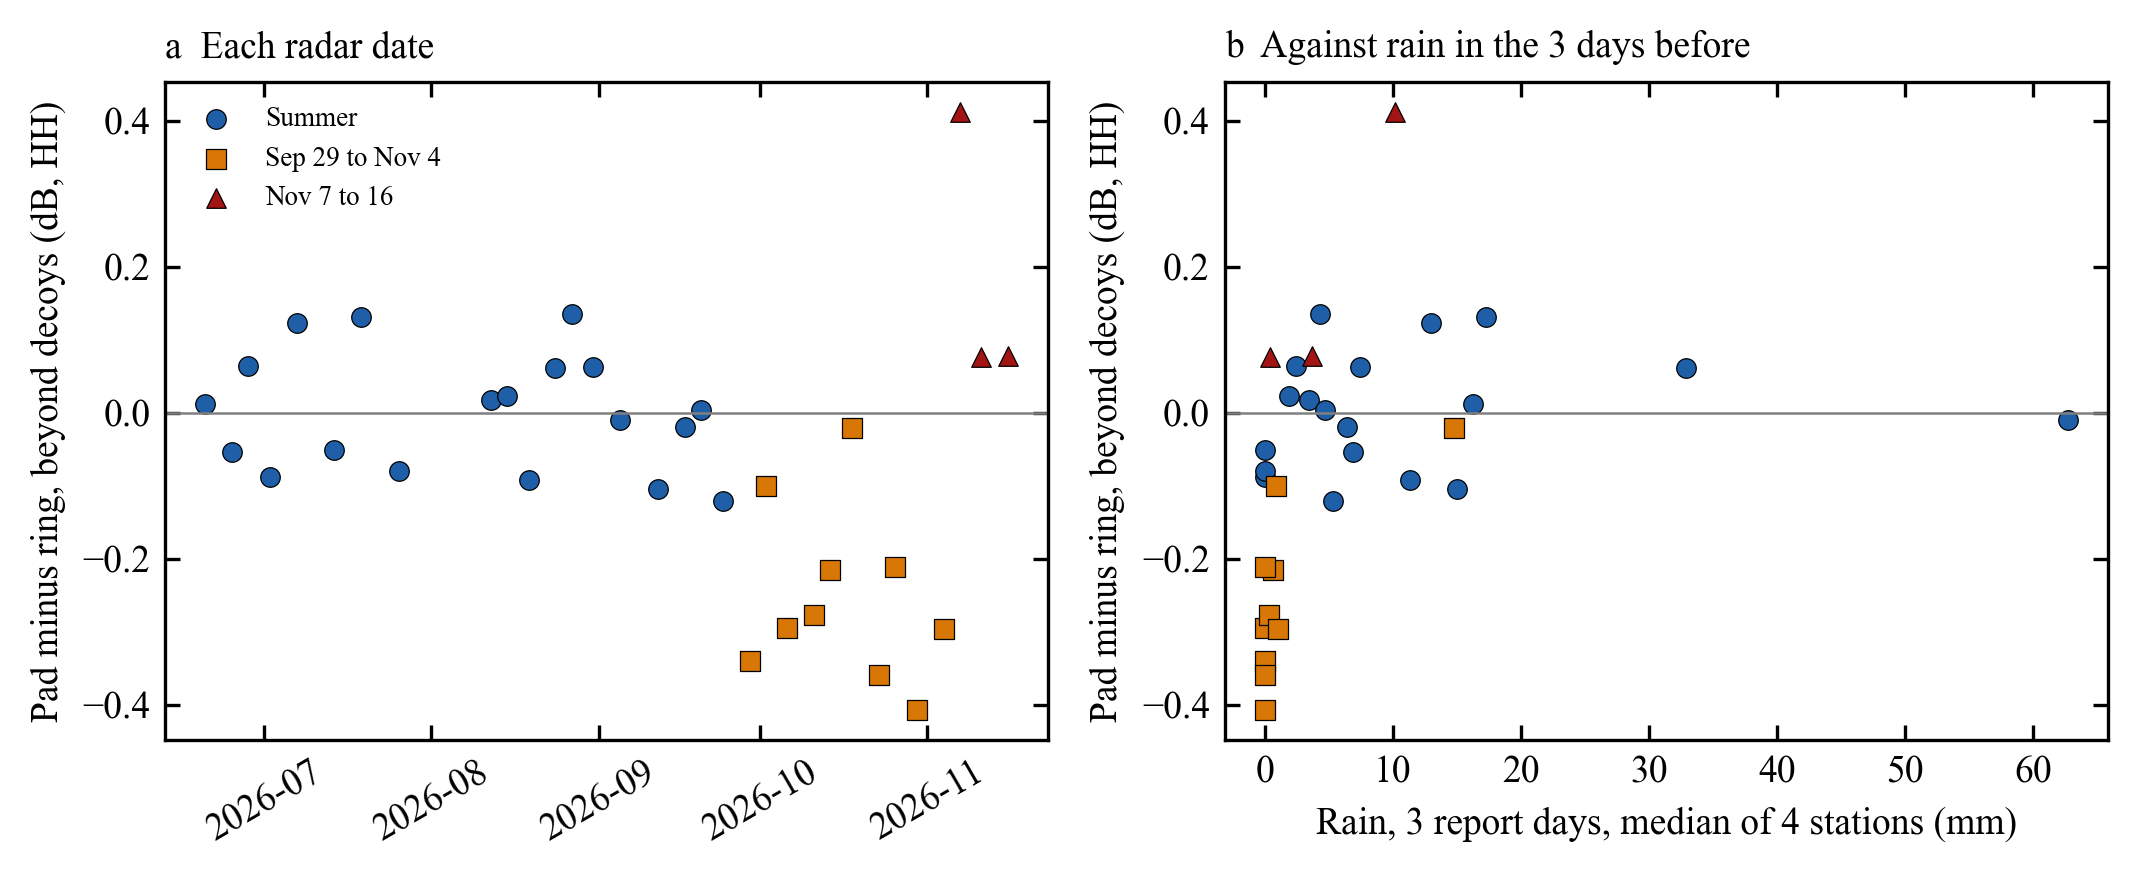 a Each radar date
Pad minus ring, beyond decoys (dB, HH)
0.4
0.2
0.0
−0.2
−0.4
Summer
Sep 29 to Nov 4
Nov 7 to 16
2026-07
2026-08
2026-09
2026-10
2026-11
b Against rain in the 3 days before
Pad minus ring, beyond decoys (dB, HH)
0.4
0.2
0.0
−0.2
−0.4
0
10
20
30
40
50
60
Rain, 3 report days, median of 4 stations (mm)